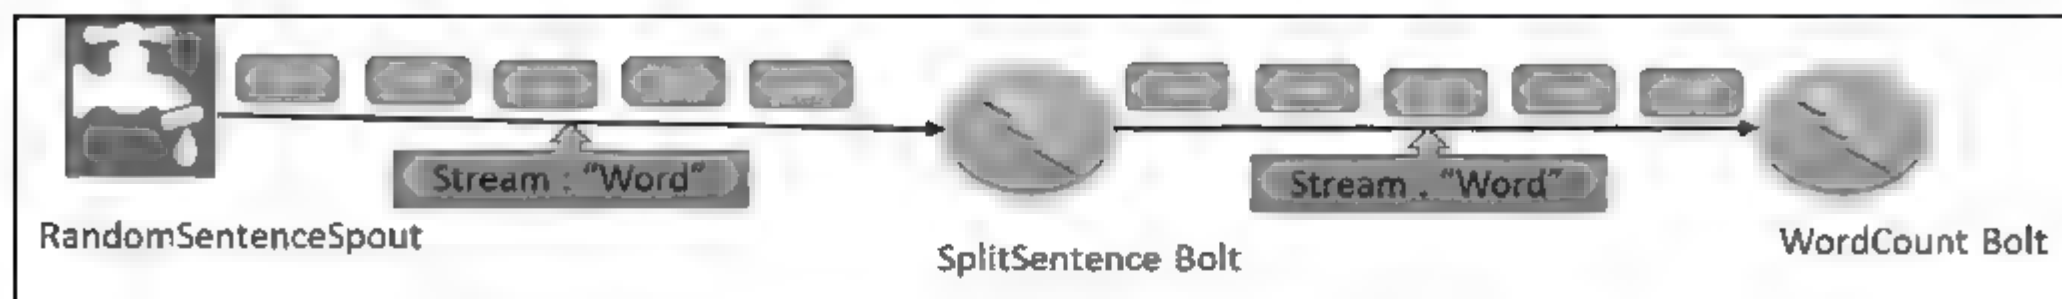 Stream : “Word”
Stream : “Word”
RandomSentenceSpout
SplitSentence Bolt
WordCount Bolt